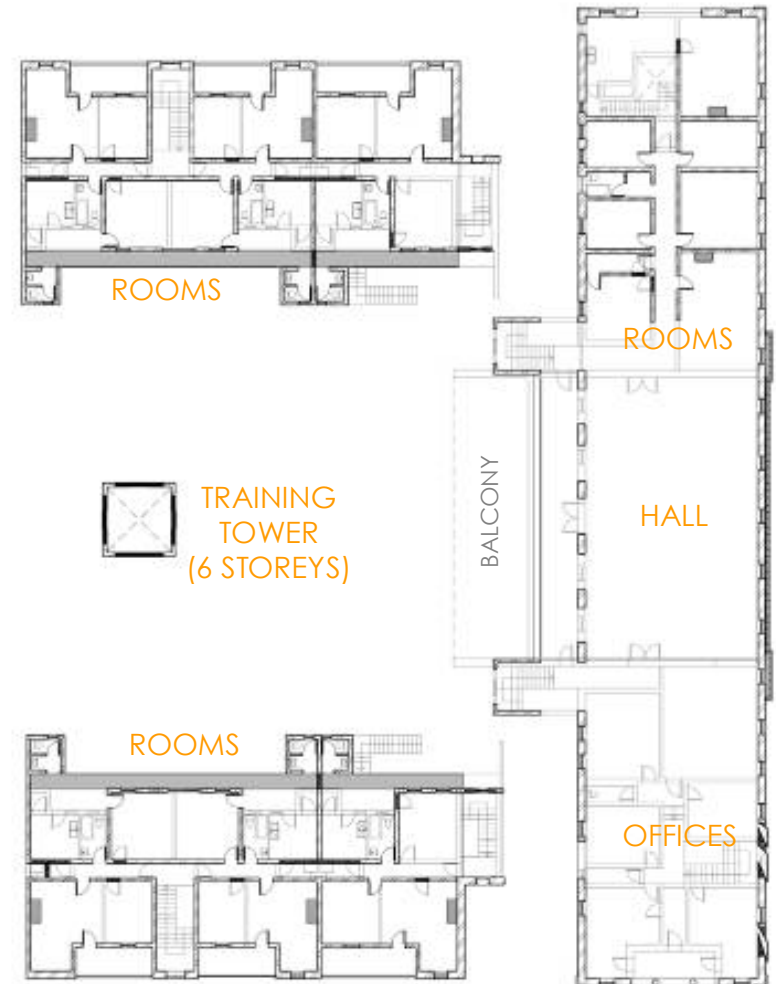 ROOMS
ROOMS
BALCONY
TRAINING
TOWER
(6 STOREYS)
HALL
ROOMS
OFFICES